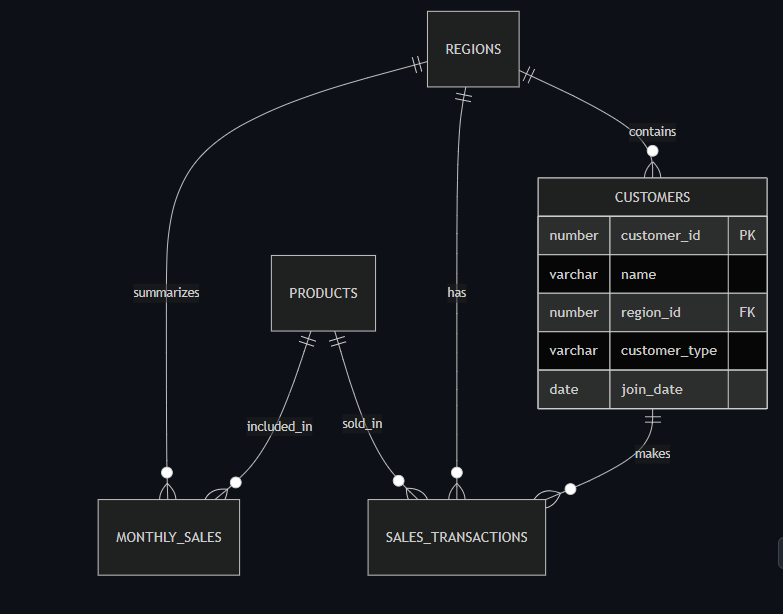 REGIONS
contains
CUSTOMERS
number customer_id PK
varchar name
number region_id FK
varchar customer_type
date join_date
summarizes
PRODUCTS
has
included_in
sold_in
makes
MONTHLY_SALES
SALES_TRANSACTIONS